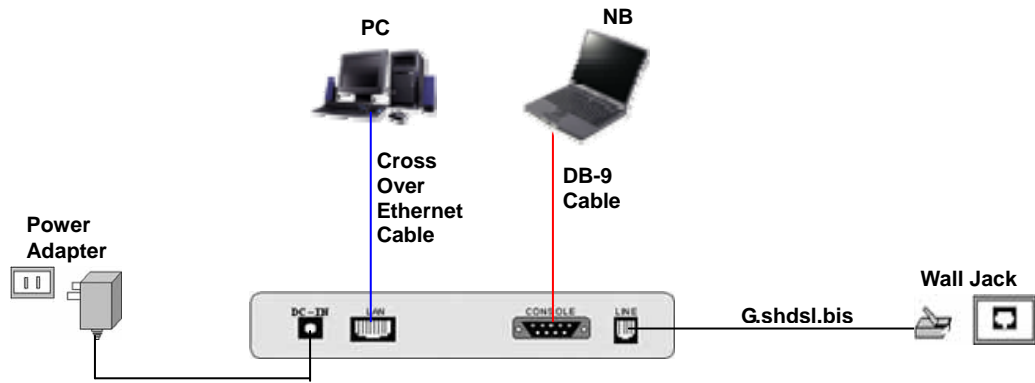 PC
NB
Cross
Over
Ethernet
Cable
DB-9
Cable
Power
Adapter
Wall Jack
DC-IN
LAN
CONSOLE
LINE
G.shdsl.bis